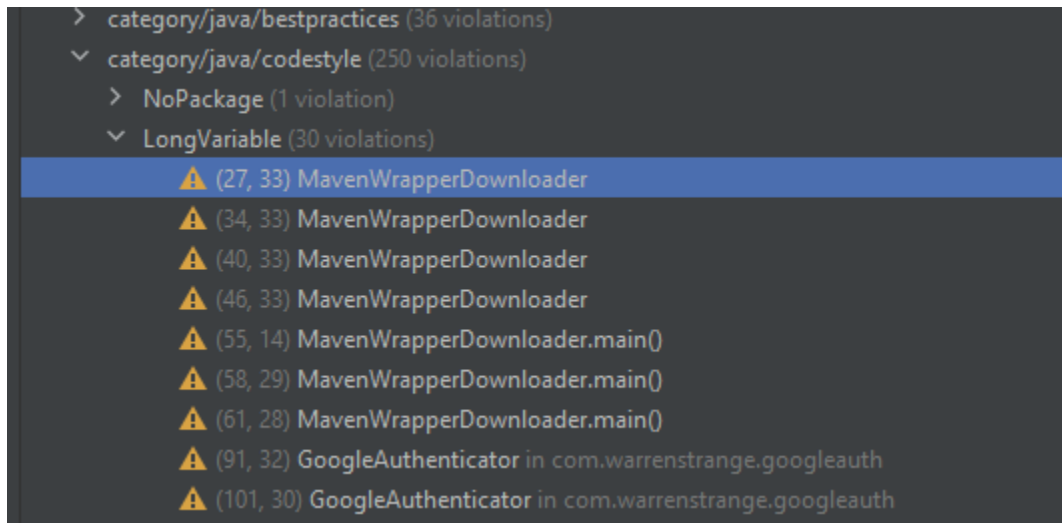 category/java/bestpractices (36 violations)
category/java/codestyle (250 violations)
NoPackage (1 violation)
LongVariable (30 violations)
(27, 33) MavenWrapperDownloader
(34, 33) MavenWrapperDownloader
(40, 33) MavenWrapperDownloader
(46, 33) MavenWrapperDownloader
(55, 14) MavenWrapperDownloader.main()
(58, 29) MavenWrapperDownloader.main()
(61, 28) MavenWrapperDownloader.main()
(91, 32) GoogleAuthenticator in com.warrenstrange.googleauth
(101, 30) GoogleAuthenticator in com.warrenstrange.googleauth